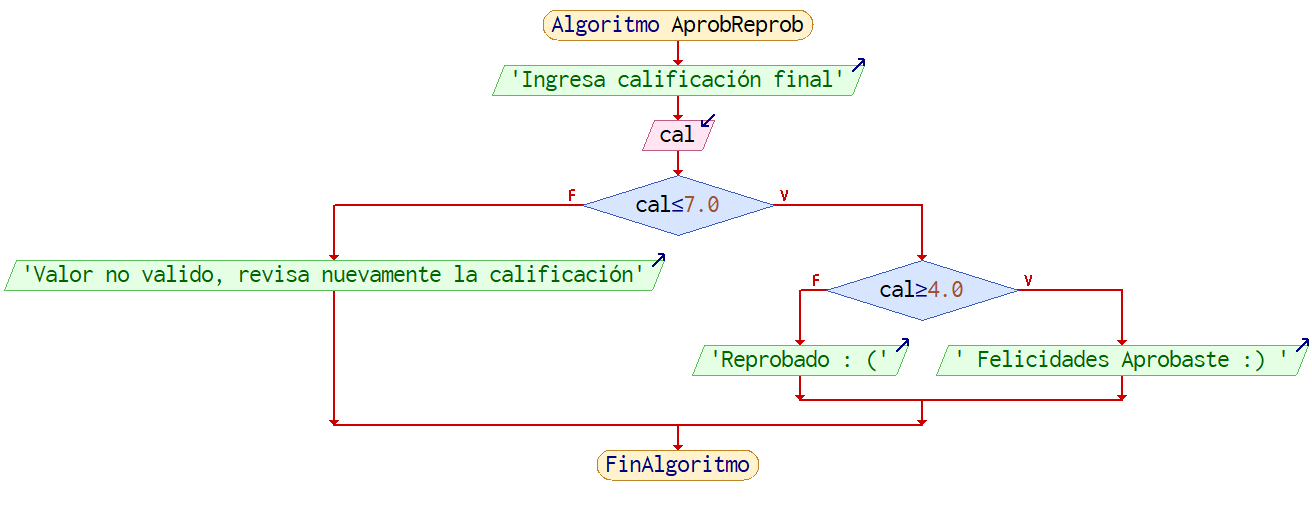 Algoritmo AprobReprob
'Ingresa calificación final'
cal
F
V
cal≤7.0
'Valor no valido, revisa nuevamente la calificación'
F
V
cal≥4.0
'Reprobado : ('
' Felicidades Aprobaste :) '
FinAlgoritmo